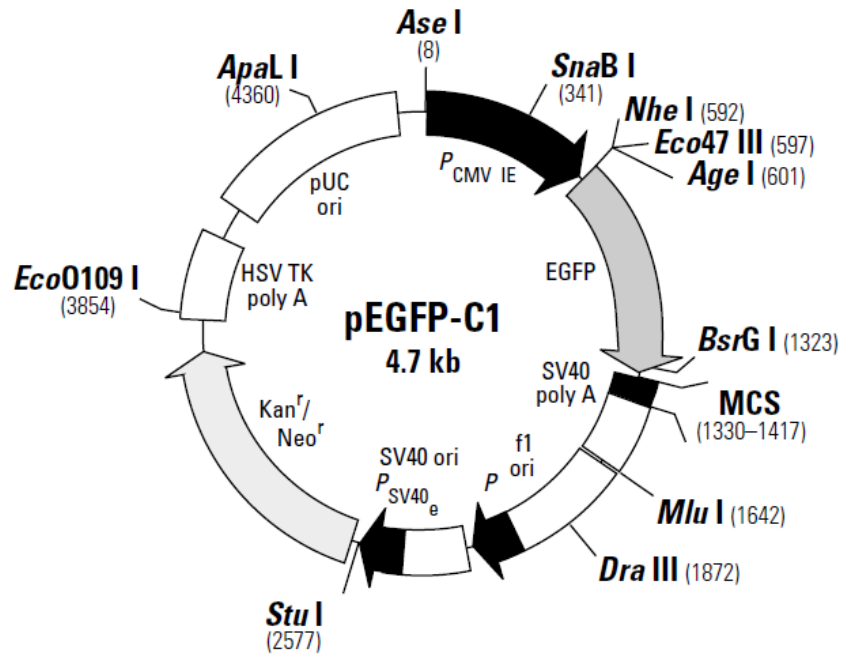 Ase I
(8)
SnaB I
(341)
Nhe I (592)
Eco47 III (597)
Age I (601)
PCMV IE
EGFP
BsrG I (1323)
MCS
(1330–1417)
SV40
poly A
Mlu I (1642)
f1
ori
Dra III (1872)
P
SV40 ori
PSV40e
Stu I
(2577)
Kanr/
Neor
EcoO109 I
(3854)
HSV TK
poly A
pUC
ori
ApaL I
(4360)
pEGFP-C1
4.7 kb